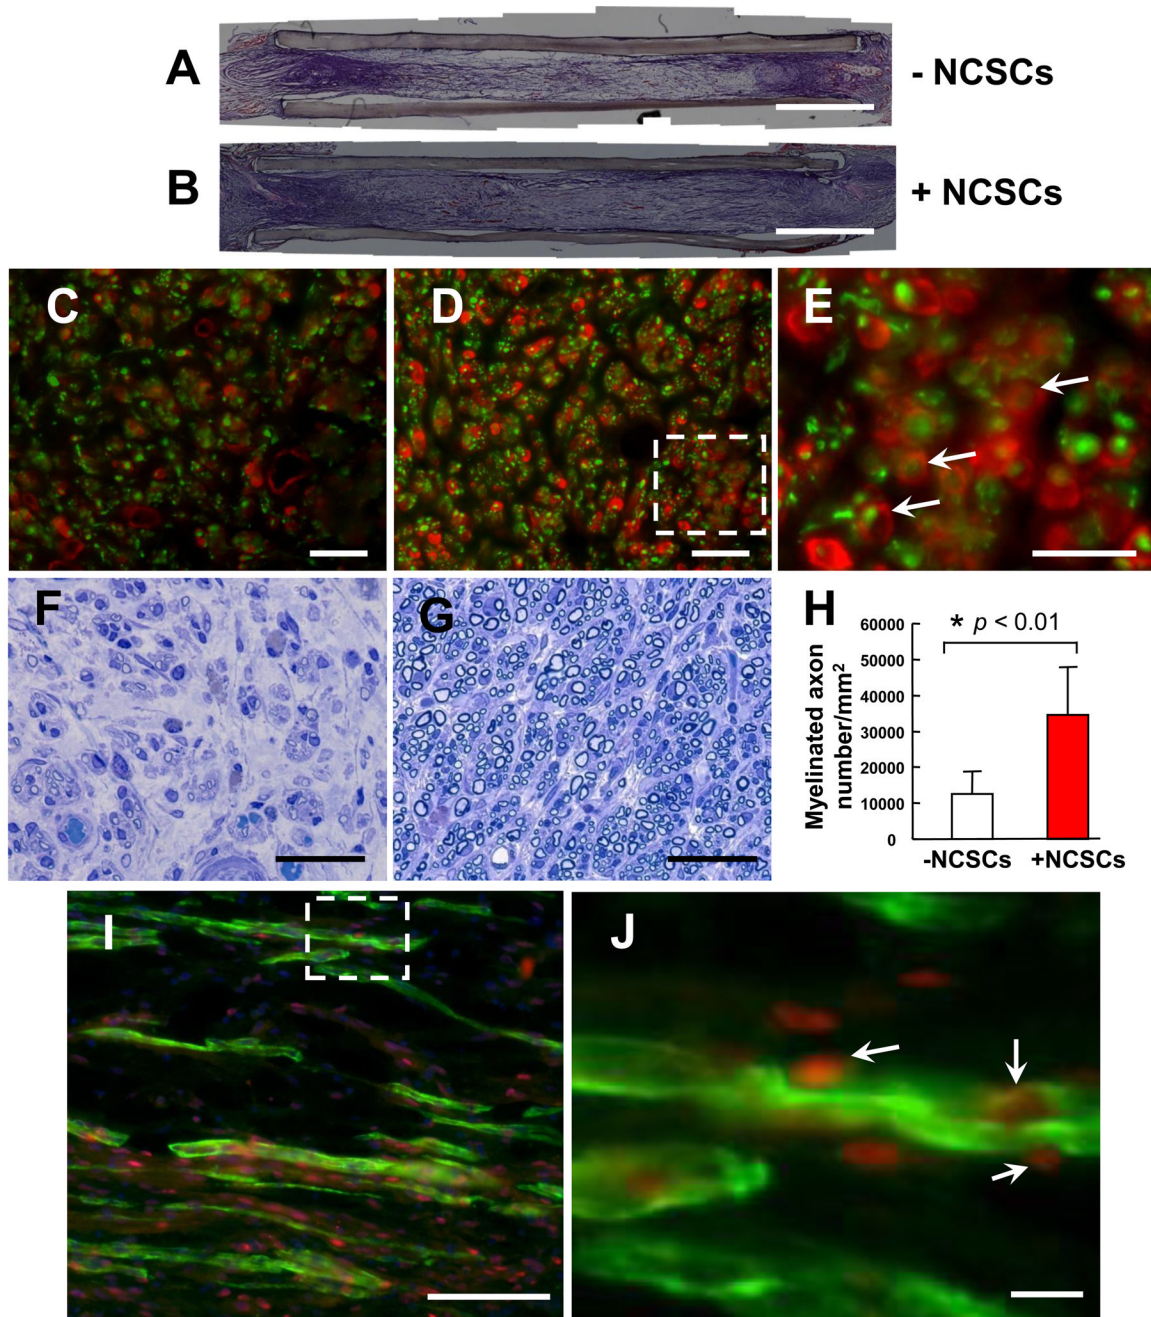 A
- NCSCs
B
+ NCSCs
C
D
E
F
G
H
* p < 0.01
Myelinated axon
number/mm²
60000
50000
40000
30000
20000
10000
0
-NCSCs
+NCSCs
I
J